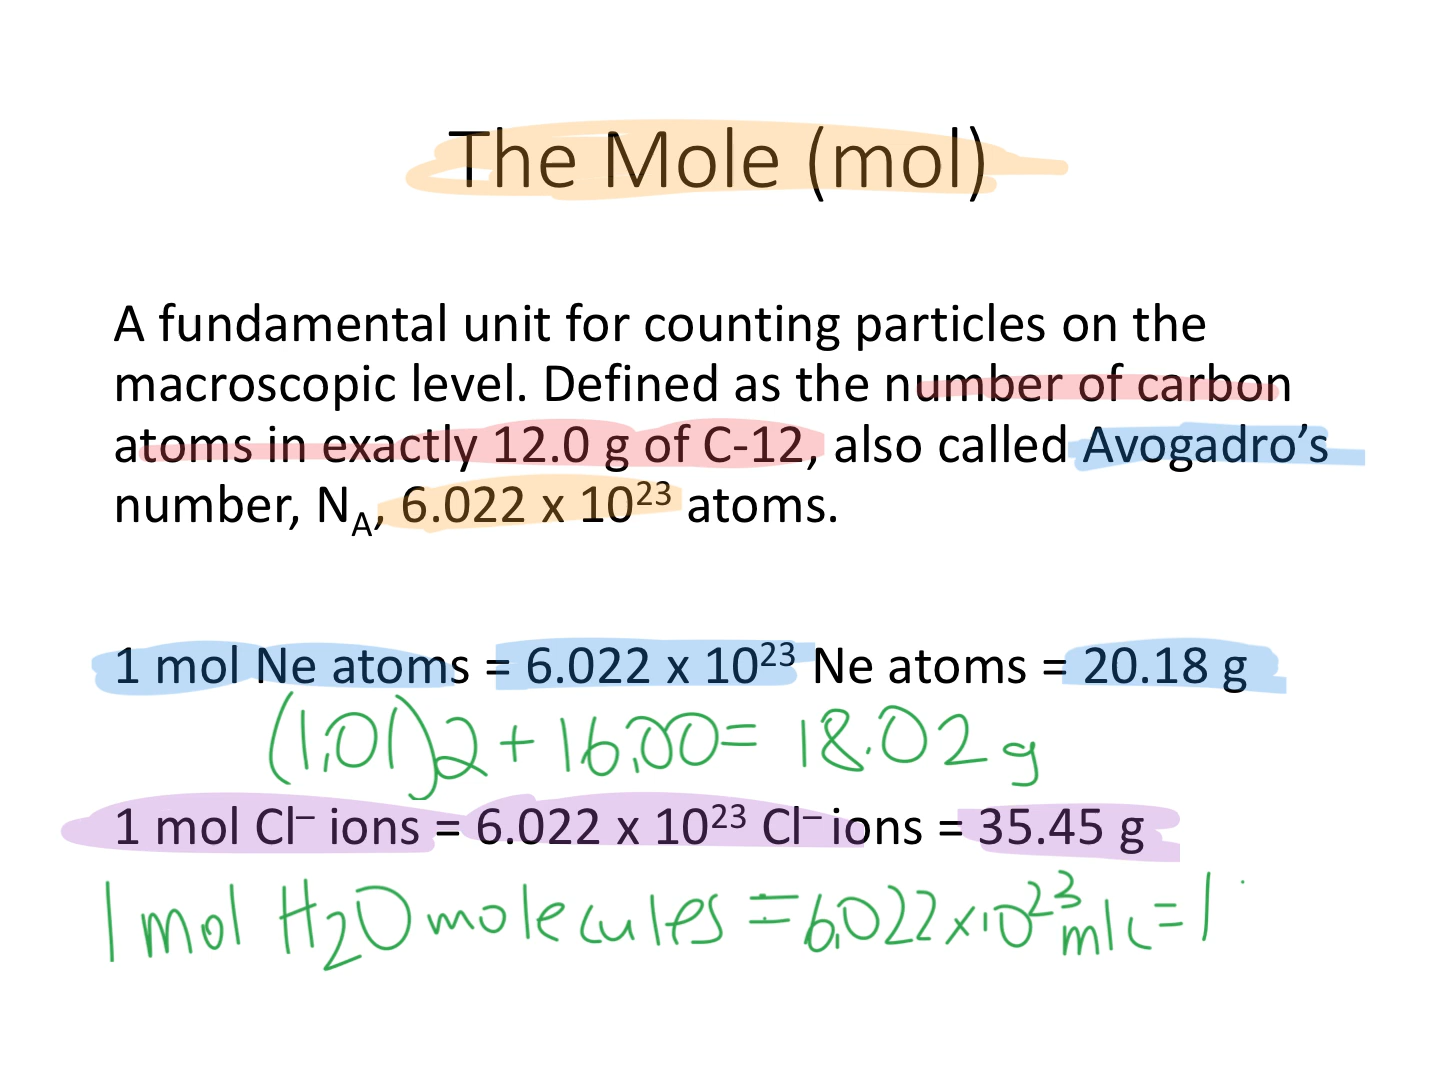 The Mole (mol)
A fundamental unit for counting particles on the
macroscopic level. Defined as the number of carbon
atoms in exactly 12.0 g of C-12, also called Avogadro’s
number, N_A, 6.022 x 10²³ atoms.
1 mol Ne atoms = 6.022 x 10²³ Ne atoms = 20.18 g
(1.01)2 + 16.00 = 18.02 g
1 mol Cl⁻ ions = 6.022 x 10²³ Cl⁻ ions = 35.45 g
1 mol H₂O molecules = 6.022 x 10²³ mlc = 1